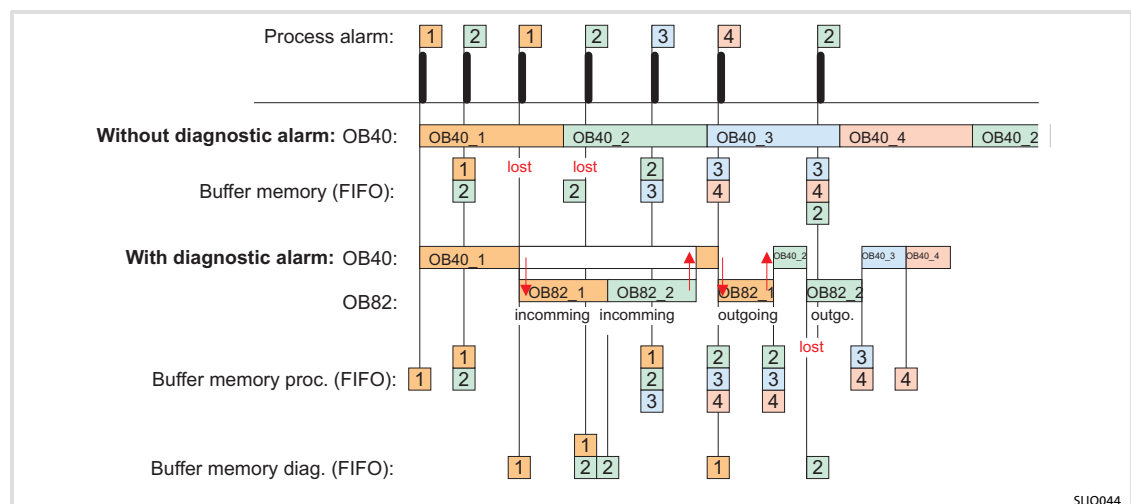 Process alarm: 1 2 1 2 3 4 2
Without diagnostic alarm: OB40: OB40_1 OB40_2 OB40_3 OB40_4 OB40_2
lost lost
1 2 3 3
Buffer memory (FIFO): 2 2 3 4 4
2
With diagnostic alarm: OB40: OB40_1 OB40_2 OB40_3 OB40_4
OB82: OB82_1 OB82_2 OB82_1 OB82_2
incomming incomming outgoing outgo.
lost
1 1 2 2 3
Buffer memory proc. (FIFO): 1 2 2 3 3 4 4
3 4 4
1
Buffer memory diag. (FIFO): 1 2 2 1 2
SLIO044